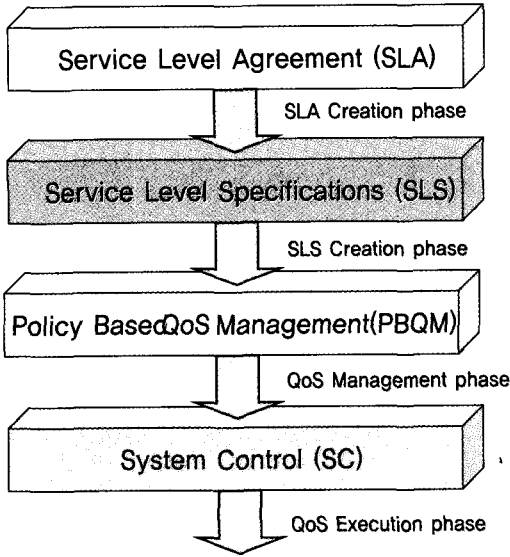 Service Level Agreement (SLA)
SLA Creation phase
Service Level Specifications (SLS)
SLS Creation phase
Policy BasedQoS Management(PBQM)
QoS Management phase
System Control (SC)
QoS Execution phase